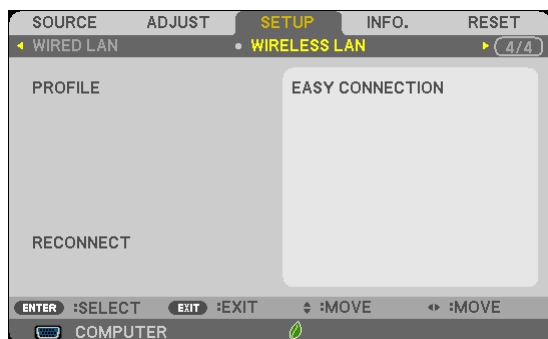 SOURCE ADJUST SETUP INFO. RESET
WIRED LAN WIRELESS LAN 4/4
PROFILE EASY CONNECTION
RECONNECT
ENTER :SELECT EXIT :EXIT :MOVE :MOVE
COMPUTER